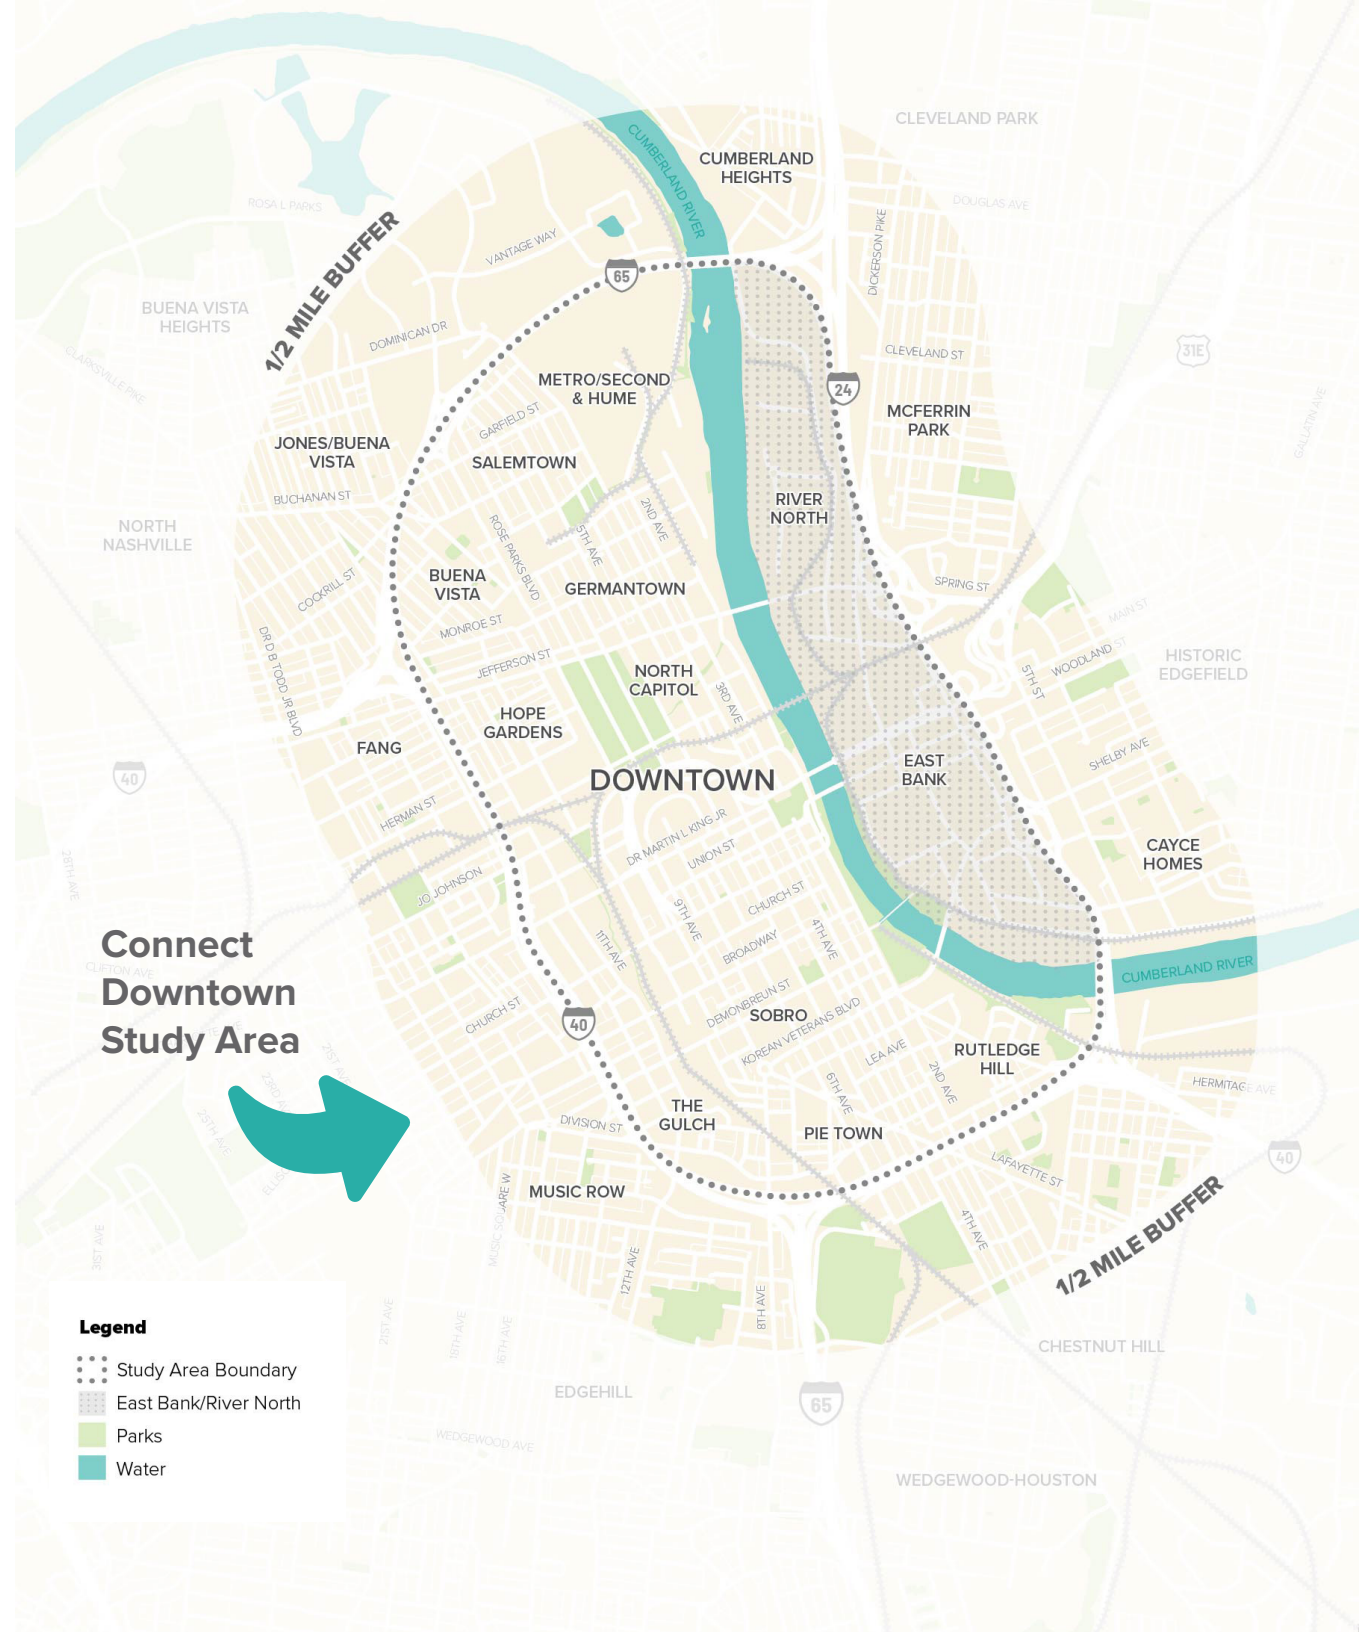 CLEVELAND PARK
CUMBERLAND RIVER
CUMBERLAND
HEIGHTS
ROSA L PARKS
DOUGLAS AVE
DICKERSON PIKE
VANTAGE WAY
1/2 MILE BUFFER
65
BUENA VISTA
HEIGHTS
DOMINICAN DR
CLARKSVILLE PIKE
31E
CLEVELAND ST
24
METRO/SECOND
& HUME
GALLATIN AVE
MCFERRIN
PARK
GARFIELD ST
JONES/BUENA
VISTA
SALEMTOWN
BUCHANAN ST
RIVER
NORTH
2ND AVE
5TH AVE
ROSE PARKS BLVD
NORTH
NASHVILLE
BUENA
VISTA
COCKRILL ST
GERMANTOWN
SPRING ST
MAIN ST
MONROE ST
WOODLAND ST
JEFFERSON ST
DR D B TODD JR BLVD
HISTORIC
EDGEFIELD
NORTH
CAPITOL
5TH ST
3RD AVE
HOPE
GARDENS
FANG
SHELBY AVE
EAST
BANK
40
DOWNTOWN
HERMAN ST
DR MARTIN L KING JR
UNION ST
CAYCE
HOMES
28TH AVE
JO JOHNSON
CHURCH ST
9TH AVE
4TH AVE
11TH AVE
BROADWAY
Connect
Downtown
Study Area
CLIFTON AVE
CUMBERLAND RIVER
DEMONBREUN ST
SOBRO
CHURCH ST
40
KOREAN VETERANS BLVD
LEA AVE
RUTLEDGE
HILL
21ST AVE
23RD AVE
25TH AVE
6TH AVE
2ND AVE
HERMITAGE AVE
THE
GULCH
DIVISION ST
PIE TOWN
40
LAFAYETTE ST
MUSIC ROW
MUSIC SQUARE W
1/2 MILE BUFFER
4TH AVE
31ST AVE
12TH AVE
8TH AVE
21ST AVE
18TH AVE
16TH AVE
Legend
Study Area Boundary
East Bank/River North
Parks
Water
CHESTNUT HILL
EDGEHILL
65
WEDGEWOOD AVE
WEDGEWOOD-HOUSTON